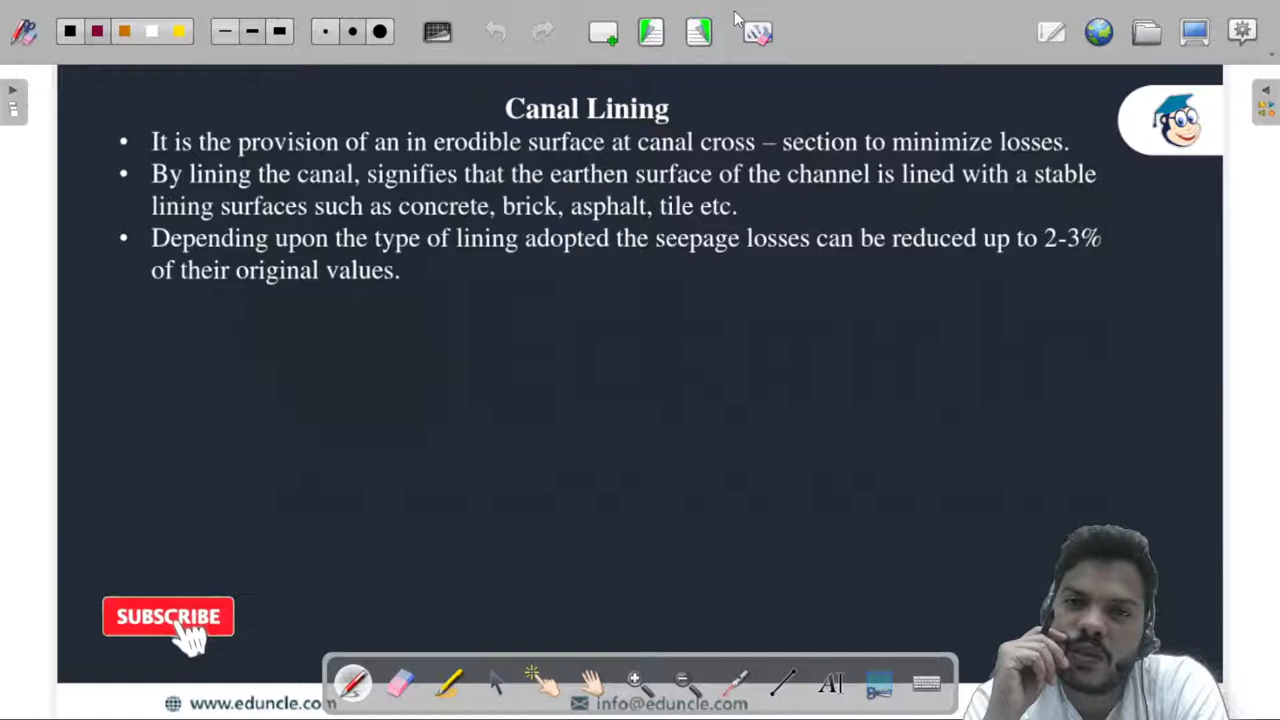 Canal Lining
• It is the provision of an in erodible surface at canal cross – section to minimize losses.
• By lining the canal, signifies that the earthen surface of the channel is lined with a stable
lining surfaces such as concrete, brick, asphalt, tile etc.
• Depending upon the type of lining adopted the seepage losses can be reduced up to 2-3%
of their original values.
SUBSCRIBE
AI
www.eduncle.com
info@eduncle.com